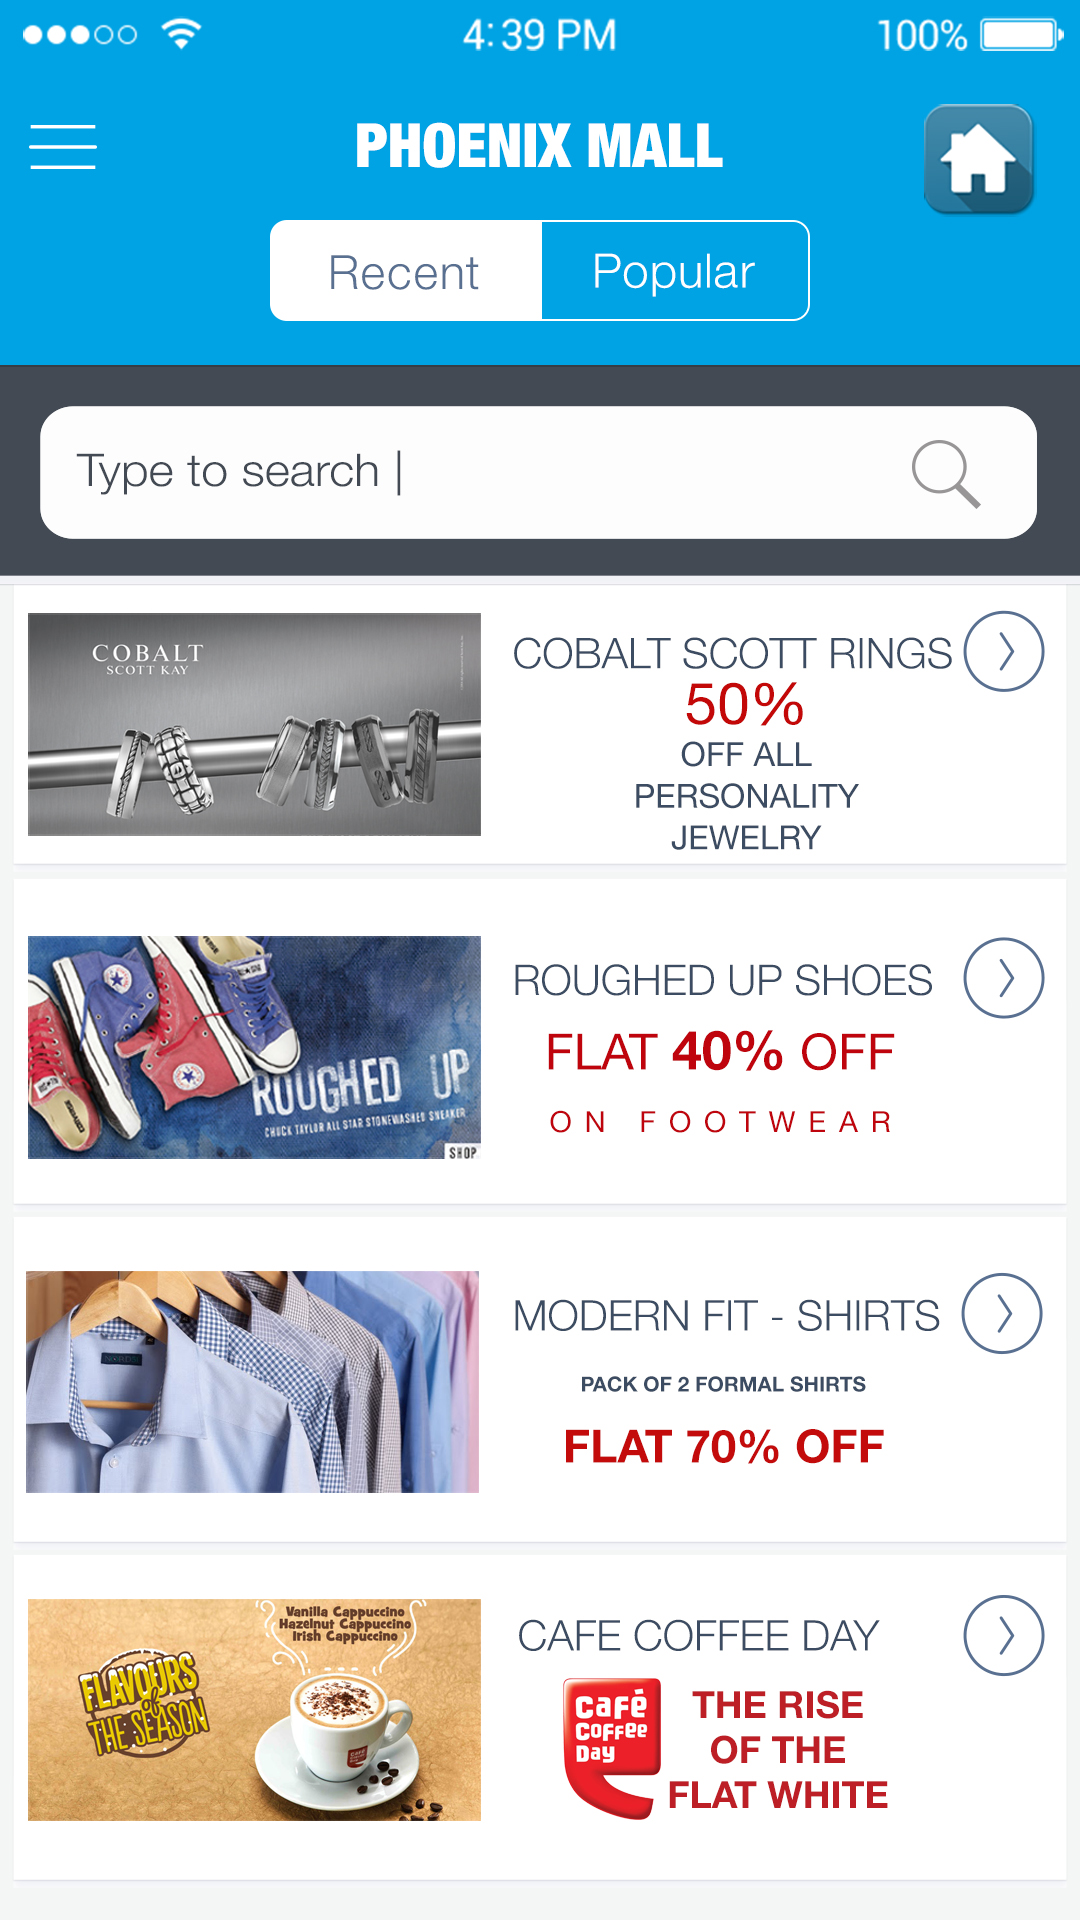 4:39 PM
100%
PHOENIX MALL
Recent
Popular
Type to search |
COBALT
SCOTT KAY
COBALT SCOTT RINGS
50%
OFF ALL
PERSONALITY
JEWELRY
ROUGHED UP
CHUCK TAYLOR ALL STAR STONEWASHED SNEAKER
SHOP
ROUGHED UP SHOES
FLAT 40% OFF
ON FOOTWEAR
MODERN FIT - SHIRTS
PACK OF 2 FORMAL SHIRTS
FLAT 70% OFF
Vanilla Cappuccino
Hazelnut Cappuccino
Irish Cappuccino
FLAVOURS
of
THE SEASON
CAFE COFFEE DAY
Café
Coffee
Day
THE RISE
OF THE
FLAT WHITE